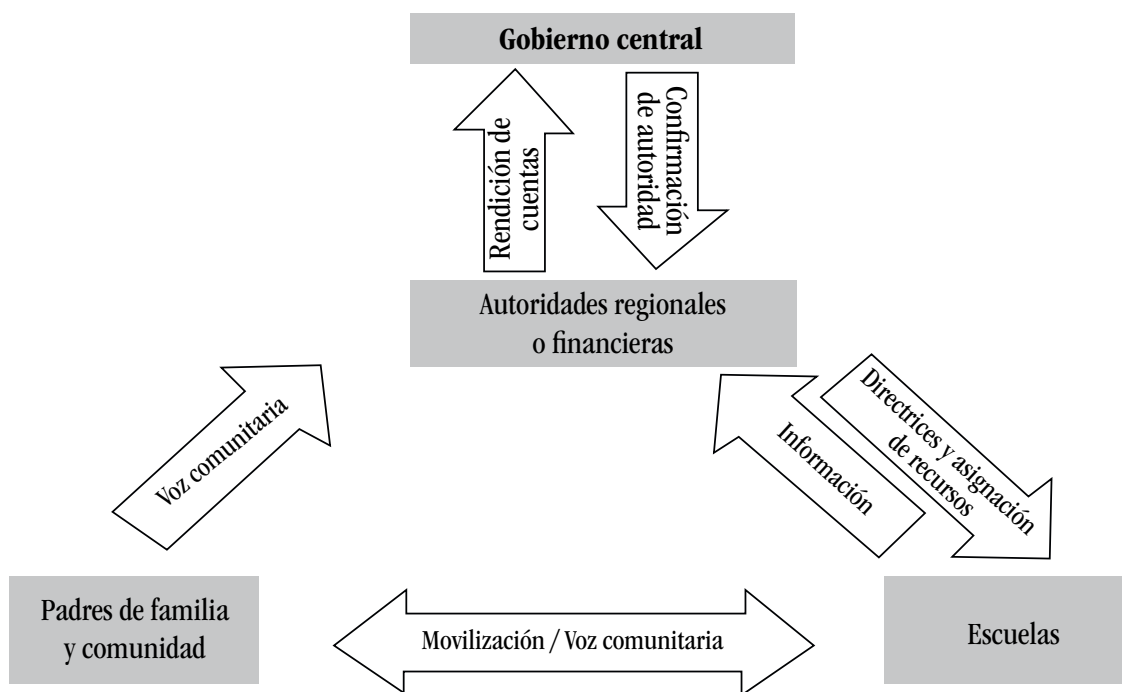 Gobierno central
Rendición de
cuentas
Confirmación
de autoridad
Autoridades regionales
o financieras
Voz comunitaria
Información
Directrices y asignación
de recursos
Padres de familia
y comunidad
Movilización / Voz comunitaria
Escuelas